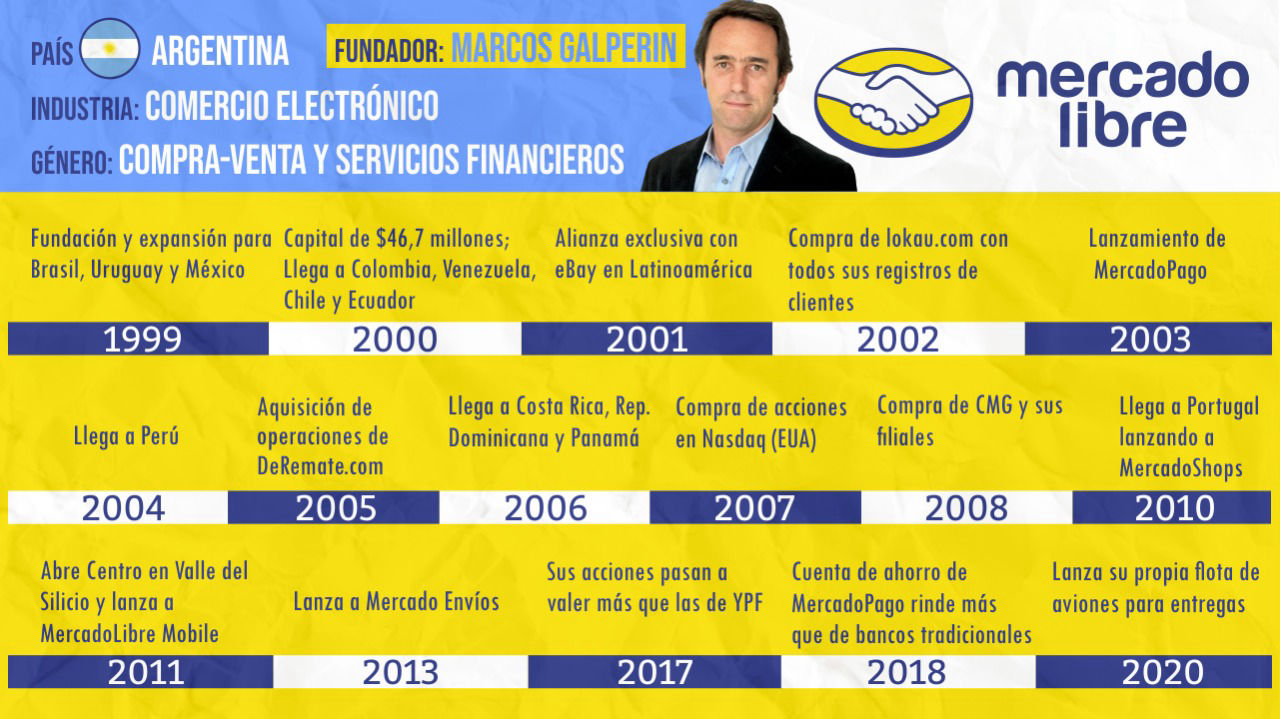 PAÍS ARGENTINA
FUNDADOR: MARCOS GALPERIN
INDUSTRIA: COMERCIO ELECTRÓNICO
GÉNERO: COMPRA-VENTA Y SERVICIOS FINANCIEROS
mercado
libre
Fundación y expansión para
Brasil, Uruguay y México
1999
Capital de $46,7 millones;
Llega a Colombia, Venezuela,
Chile y Ecuador
2000
Alianza exclusiva con
eBay en Latinoamérica
2001
Compra de lokau.com con
todos sus registros de
clientes
2002
Lanzamiento de
MercadoPago
2003
Llega a Perú
2004
Aquisición de
operaciones de
DeRemate.com
2005
Llega a Costa Rica, Rep.
Dominicana y Panamá
2006
Compra de acciones
en Nasdaq (EUA)
2007
Compra de CMG y sus
filiales
2008
Llega a Portugal
lanzando a
MercadoShops
2010
Abre Centro en Valle del
Silicio y lanza a
MercadoLibre Mobile
2011
Lanza a Mercado Envíos
2013
Sus acciones pasan a
valer más que las de YPF
2017
Cuenta de ahorro de
MercadoPago rinde más
que de bancos tradicionales
2018
Lanza su propia flota de
aviones para entregas
2020